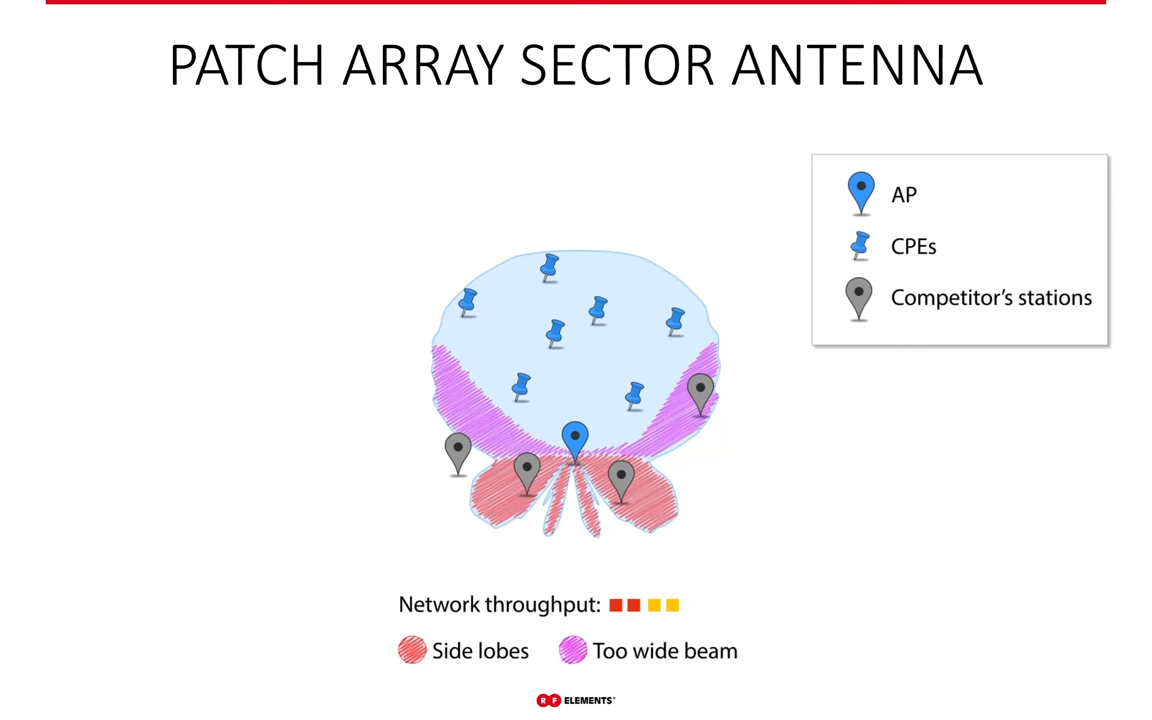 PATCH ARRAY SECTOR ANTENNA
AP
CPEs
Competitor's stations
Network throughput:
Side lobes
Too wide beam
RF ELEMENTS